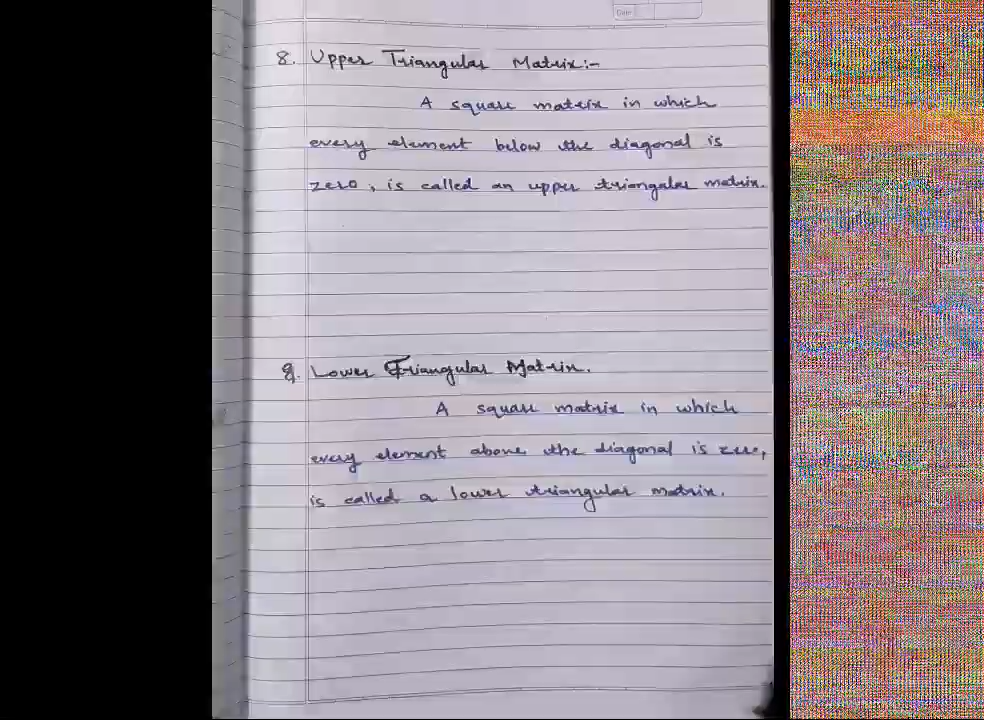 Date
8. Upper Triangular Matrix:-
A square matrix in which
every element below the diagonal is
zero, is called an upper triangular matrix.
9. Lower Triangular Matrix.
A square matrix in which
every element above the diagonal is zero,
is called a lower triangular matrix.